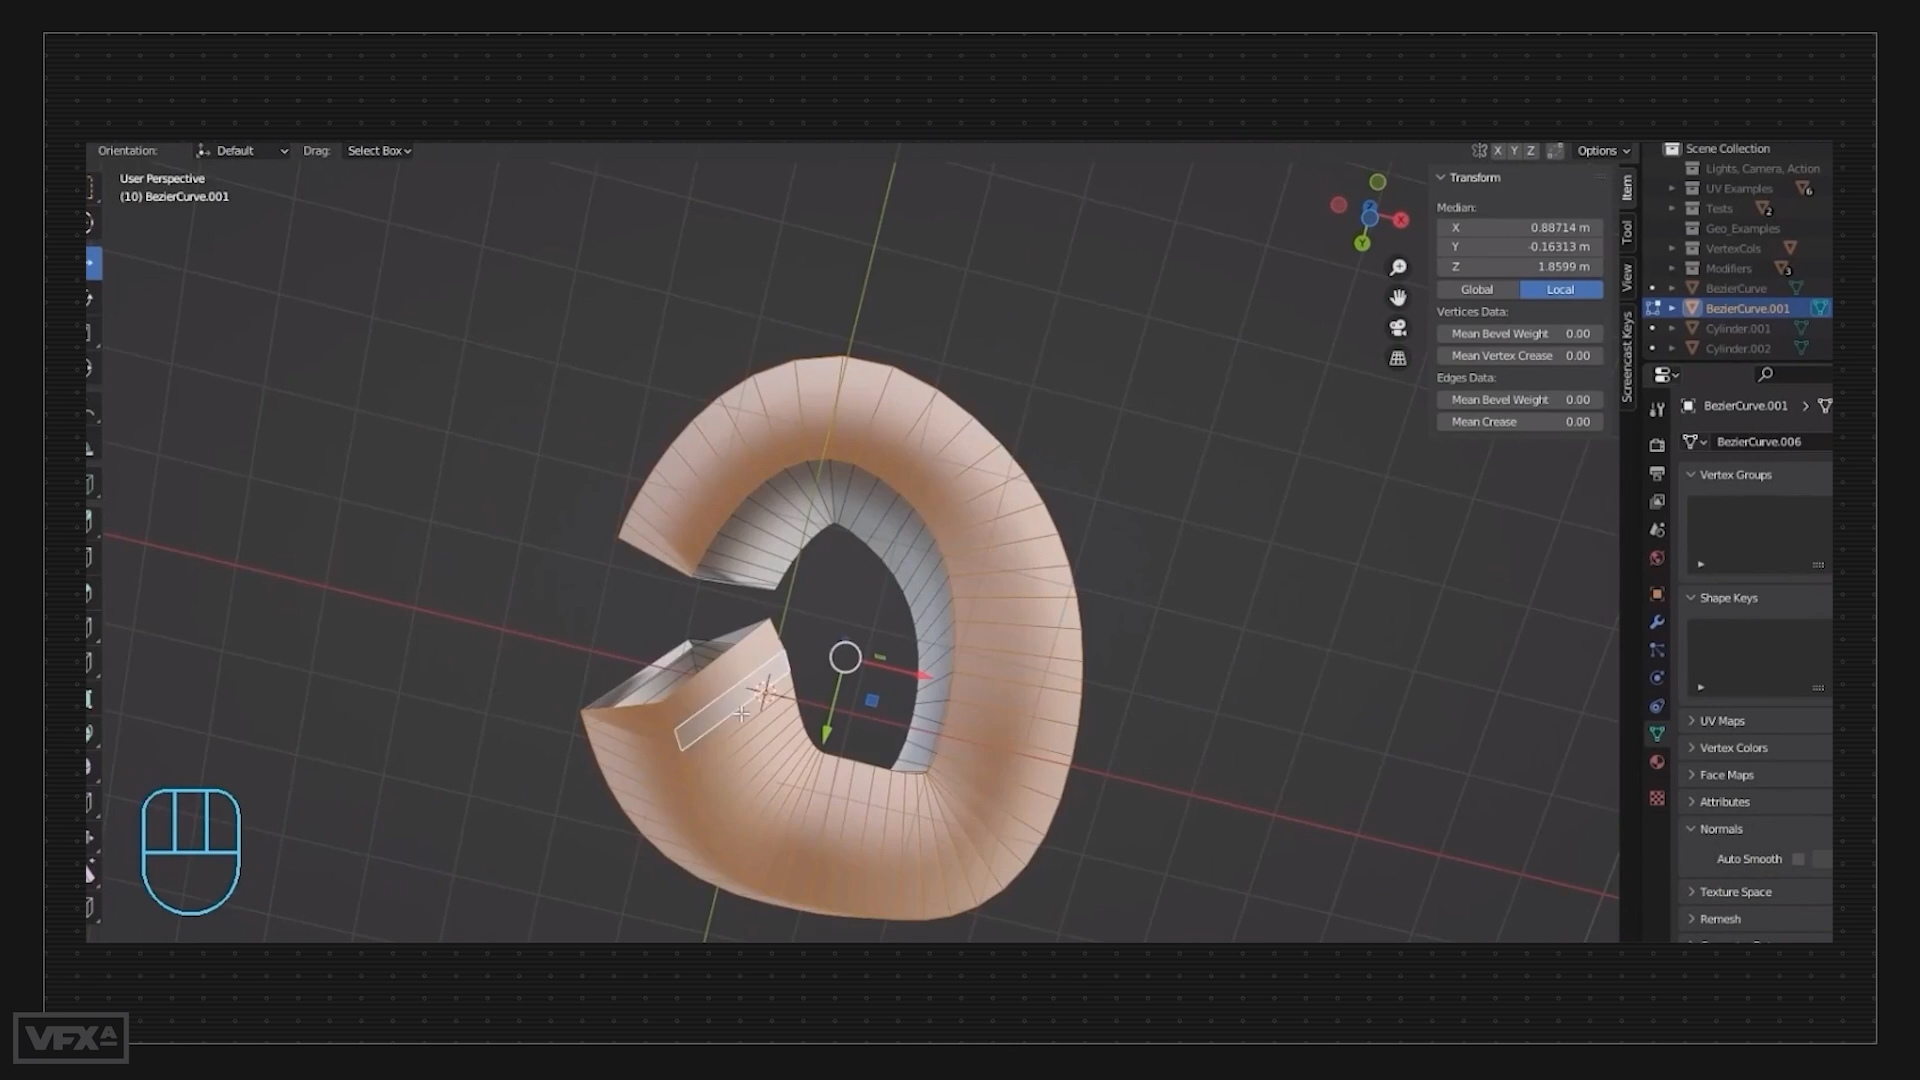 Orientation: Default Drag: Select Box
X Y Z Options
User Perspective
(10) BezierCurve.001
X
Y
Transform
Median:
X 0.88714 m
Y -0.16313 m
Z 1.8599 m
Global Local
Vertices Data:
Mean Bevel Weight 0.00
Mean Vertex Crease 0.00
Edges Data:
Mean Bevel Weight 0.00
Mean Crease 0.00
Item
Tool
View
Screencast Keys
Scene Collection
Lights, Camera, Action
UV Examples 6
Tests 2
Geo_Examples
VertexCols
Modifiers 3
BezierCurve
BezierCurve.001
Cylinder.001
Cylinder.002
BezierCurve.001
BezierCurve.006
Vertex Groups
Shape Keys
UV Maps
Vertex Colors
Face Maps
Attributes
Normals
Auto Smooth
Texture Space
Remesh
VFXA